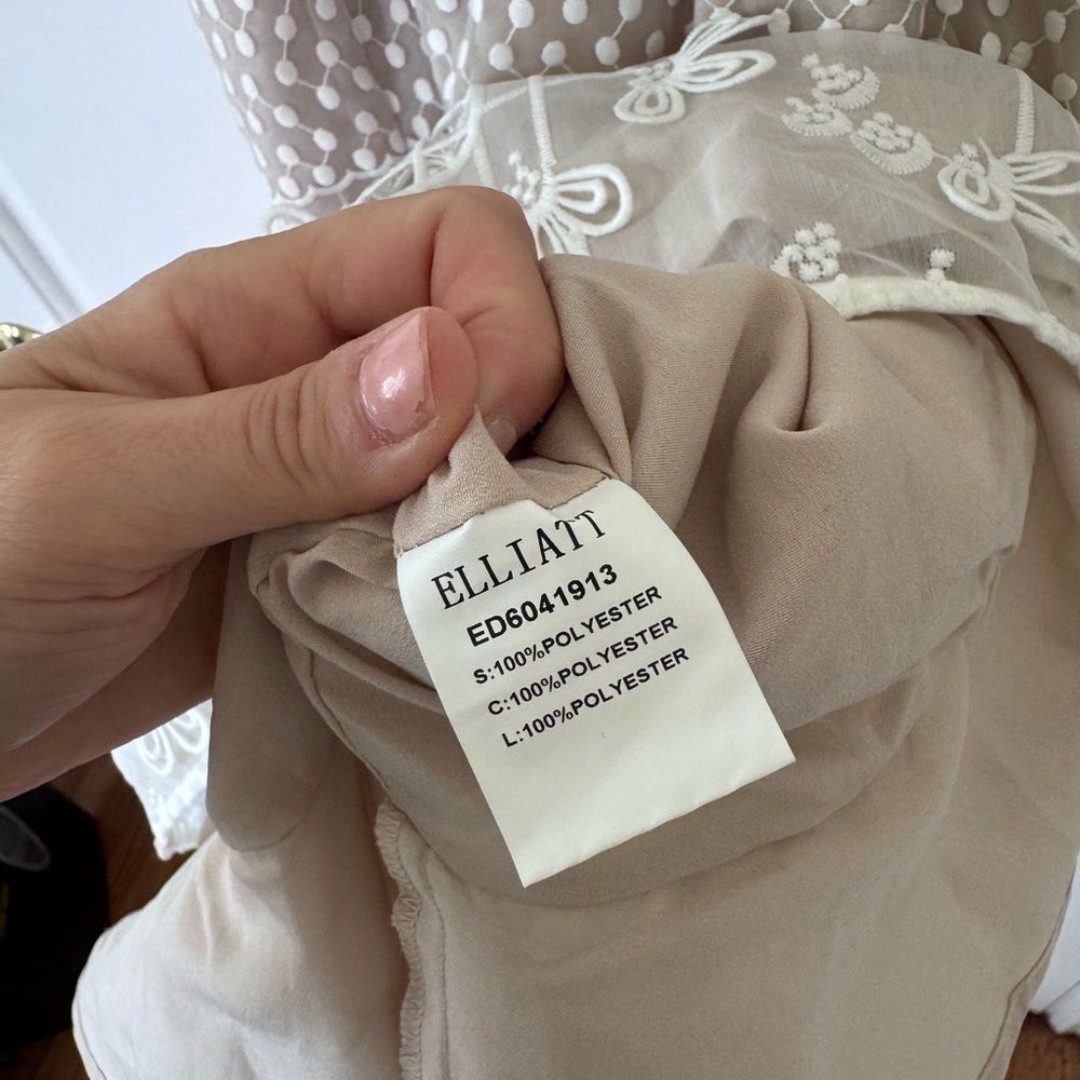 ELLIATT
ED6041913
S:100%POLYESTER
C:100%POLYESTER
L:100%POLYESTER